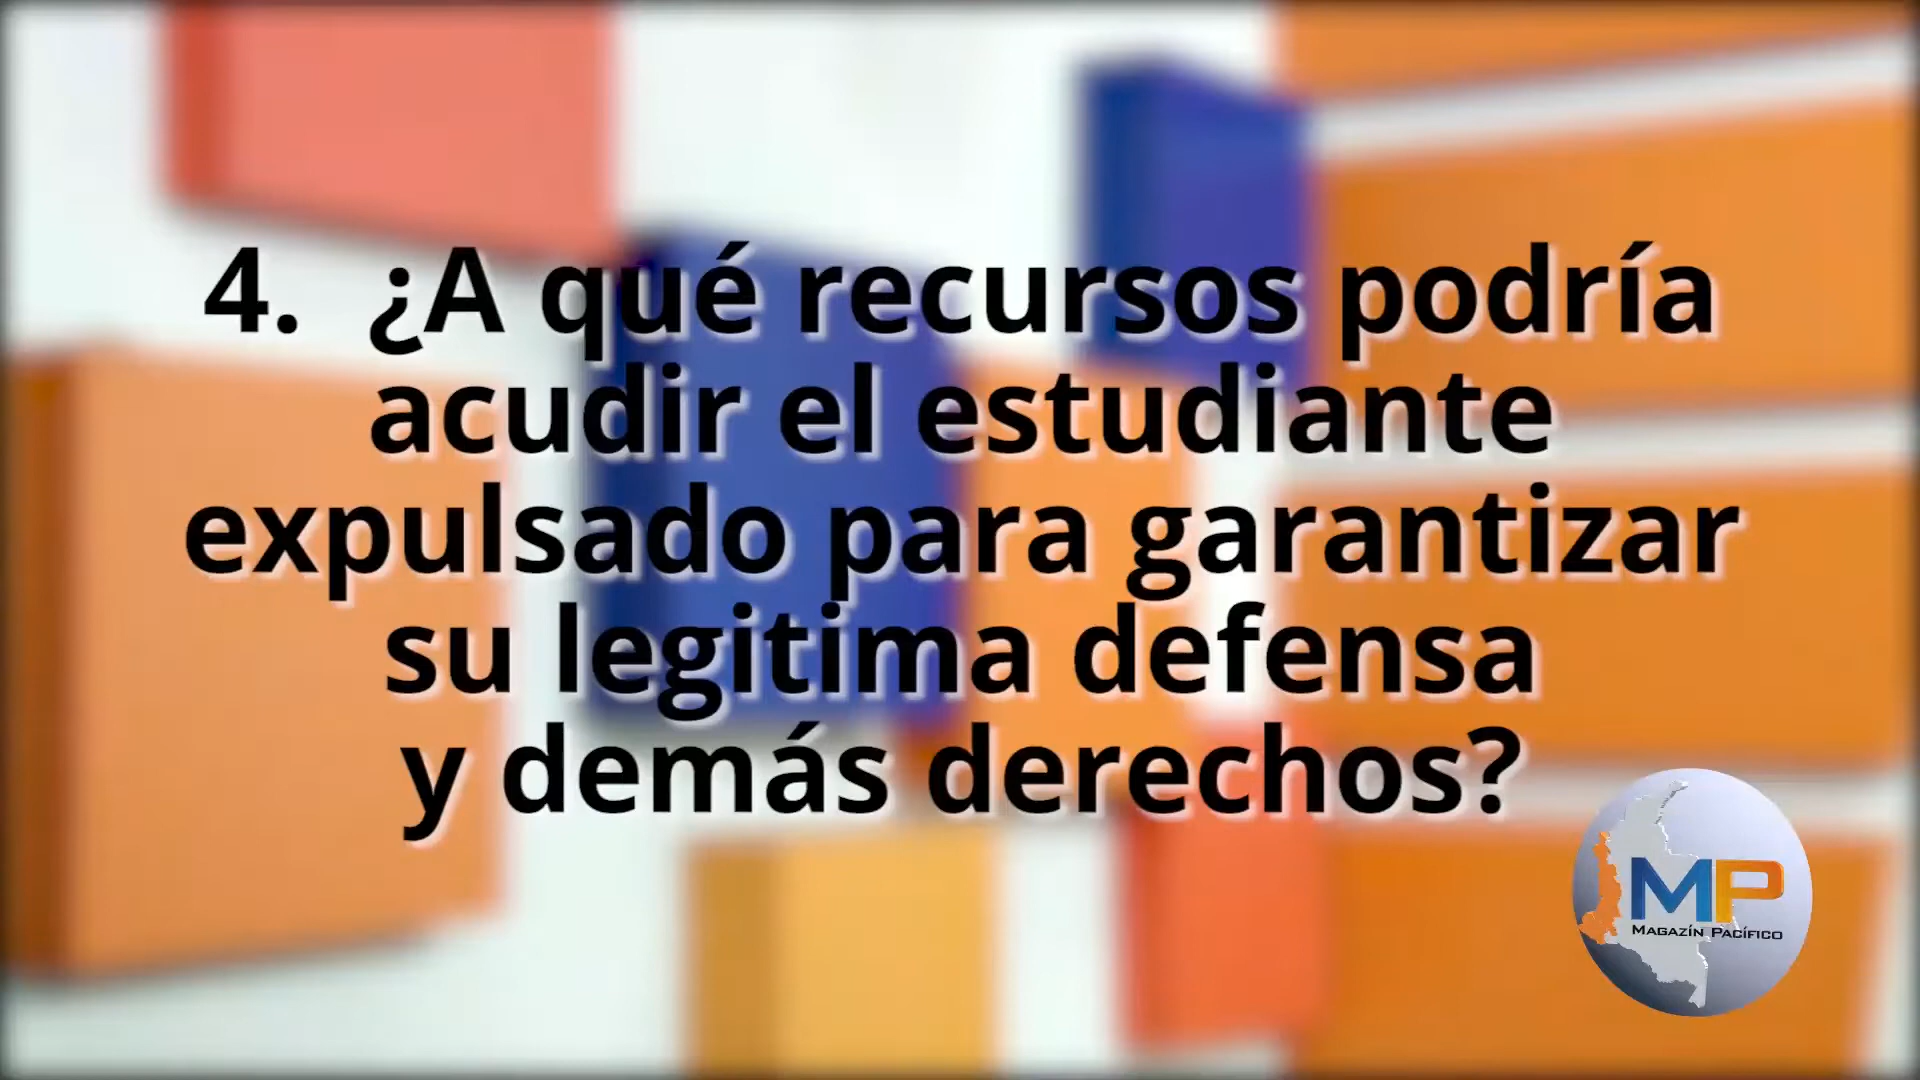 4. ¿A qué recursos podría
acudir el estudiante
expulsado para garantizar
su legitima defensa
y demás derechos?
MP
MAGAZÍN PACÍFICO